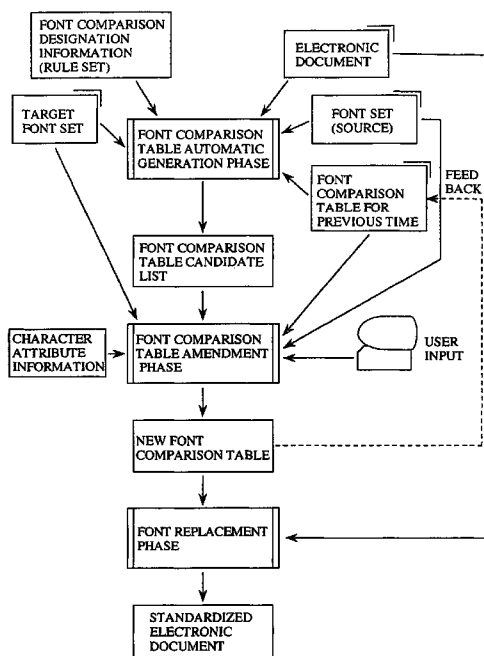 FONT COMPARISON
DESIGNATION
INFORMATION
(RULE SET)
ELECTRONIC
DOCUMENT
TARGET
FONT SET
FONT COMPARISON
TABLE AUTOMATIC
GENERATION PHASE
FONT SET
(SOURCE)
FONT
COMPARISON
TABLE FOR
PREVIOUS TIME
FEED
BACK
FONT COMPARISON
TABLE CANDIDATE
LIST
CHARACTER
ATTRIBUTE
INFORMATION
FONT COMPARISON
TABLE AMENDMENT
PHASE
USER
INPUT
NEW FONT
COMPARISON TABLE
FONT REPLACEMENT
PHASE
STANDARDIZED
ELECTRONIC
DOCUMENT